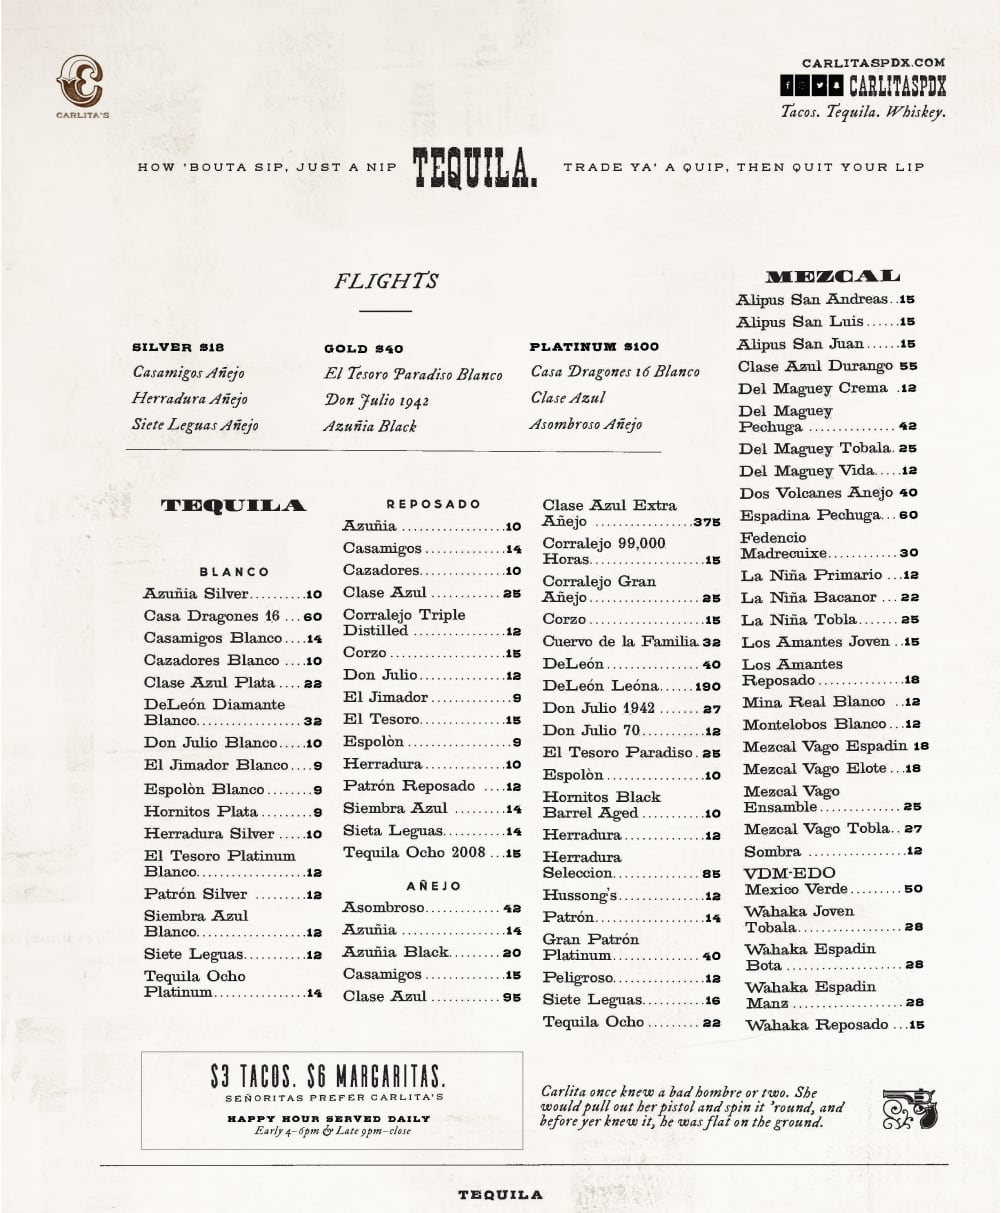 CARLITA'S
CARLITASPDX.COM
CARLITASPDX
Tacos. Tequila. Whiskey.
HOW 'BOUTA SIP, JUST A NIP TEQUILA. TRADE YA' A QUIP, THEN QUIT YOUR LIP
FLIGHTS
SILVER $18
Casamigos Añejo
Herradura Añejo
Siete Leguas Añejo
GOLD $40
El Tesoro Paradiso Blanco
Don Julio 1942
Azuñia Black
PLATINUM $100
Casa Dragones 16 Blanco
Clase Azul
Asombroso Añejo
TEQUILA
BLANCO
Azuñia Silver..........10
Casa Dragones 16 ...60
Casamigos Blanco....14
Cazadores Blanco ....10
Clase Azul Plata ....22
DeLeón Diamante
Blanco.....................32
Don Julio Blanco.....10
El Jimador Blanco....9
Espolòn Blanco........9
Hornitos Plata..........9
Herradura Silver .....10
El Tesoro Platinum
Blanco.....................12
Patrón Silver ..........12
Siembra Azul
Blanco.....................12
Siete Leguas...........12
Tequila Ocho
Platinum..................14
REPOSADO
Azuñia ....................10
Casamigos ...............14
Cazadores................10
Clase Azul ..............25
Corralejo Triple
Distilled ..................12
Corzo.......................15
Don Julio.................12
El Jimador ...............9
El Tesoro................15
Espolòn ....................9
Herradura................10
Patrón Reposado ....12
Siembra Azul ..........14
Sieta Leguas............14
Tequila Ocho 2008 ...15
AÑEJO
Asombroso...............42
Azuñia .....................14
Azuñia Black...........20
Casamigos ...............15
Clase Azul ..............95
Clase Azul Extra
Añejo ...................375
Corralejo 99,000
Horas......................15
Corralejo Gran
Añejo.......................25
Corzo.......................15
Cuervo de la Familia.32
DeLeón....................40
DeLeón Leóna......190
Don Julio 1942 .......27
Don Julio 70............12
El Tesoro Paradiso.25
Espolòn ...................10
Hornitos Black
Barrel Aged ............10
Herradura................12
Herradura
Seleccion..................85
Hussong's.................12
Patrón......................14
Gran Patrón
Platinum..................40
Peligroso..................12
Siete Leguas............16
Tequila Ocho ..........22
MEZCAL
Alipus San Andreas..15
Alipus San Luis......15
Alipus San Juan......15
Clase Azul Durango 55
Del Maguey Crema .12
Del Maguey
Pechuga ..................42
Del Maguey Tobala.25
Del Maguey Vida.....12
Dos Volcanes Anejo 40
Espadina Pechuga...60
Fedencio
Madrecuixe..............30
La Niña Primario ...12
La Niña Bacanor ...22
La Niña Tobla........25
Los Amantes Joven ..15
Los Amantes
Reposado .................18
Mina Real Blanco ..12
Montelobos Blanco...12
Mezcal Vago Espadin 18
Mezcal Vago Elote...18
Mezcal Vago
Ensamble.................25
Mezcal Vago Tobla..27
Sombra ...................12
VDM-EDO
Mexico Verde..........50
Wahaka Joven
Tobala......................28
Wahaka Espadin
Bota ........................28
Wahaka Espadin
Manz .......................28
Wahaka Reposado ...15
$3 TACOS. $6 MARGARITAS.
SEÑORITAS PREFER CARLITA'S
HAPPY HOUR SERVED DAILY
Early 4–6pm & Late 9pm–close
Carlita once knew a bad hombre or two. She
would pull out her pistol and spin it 'round, and
before yer knew it, he was flat on the ground.
TEQUILA